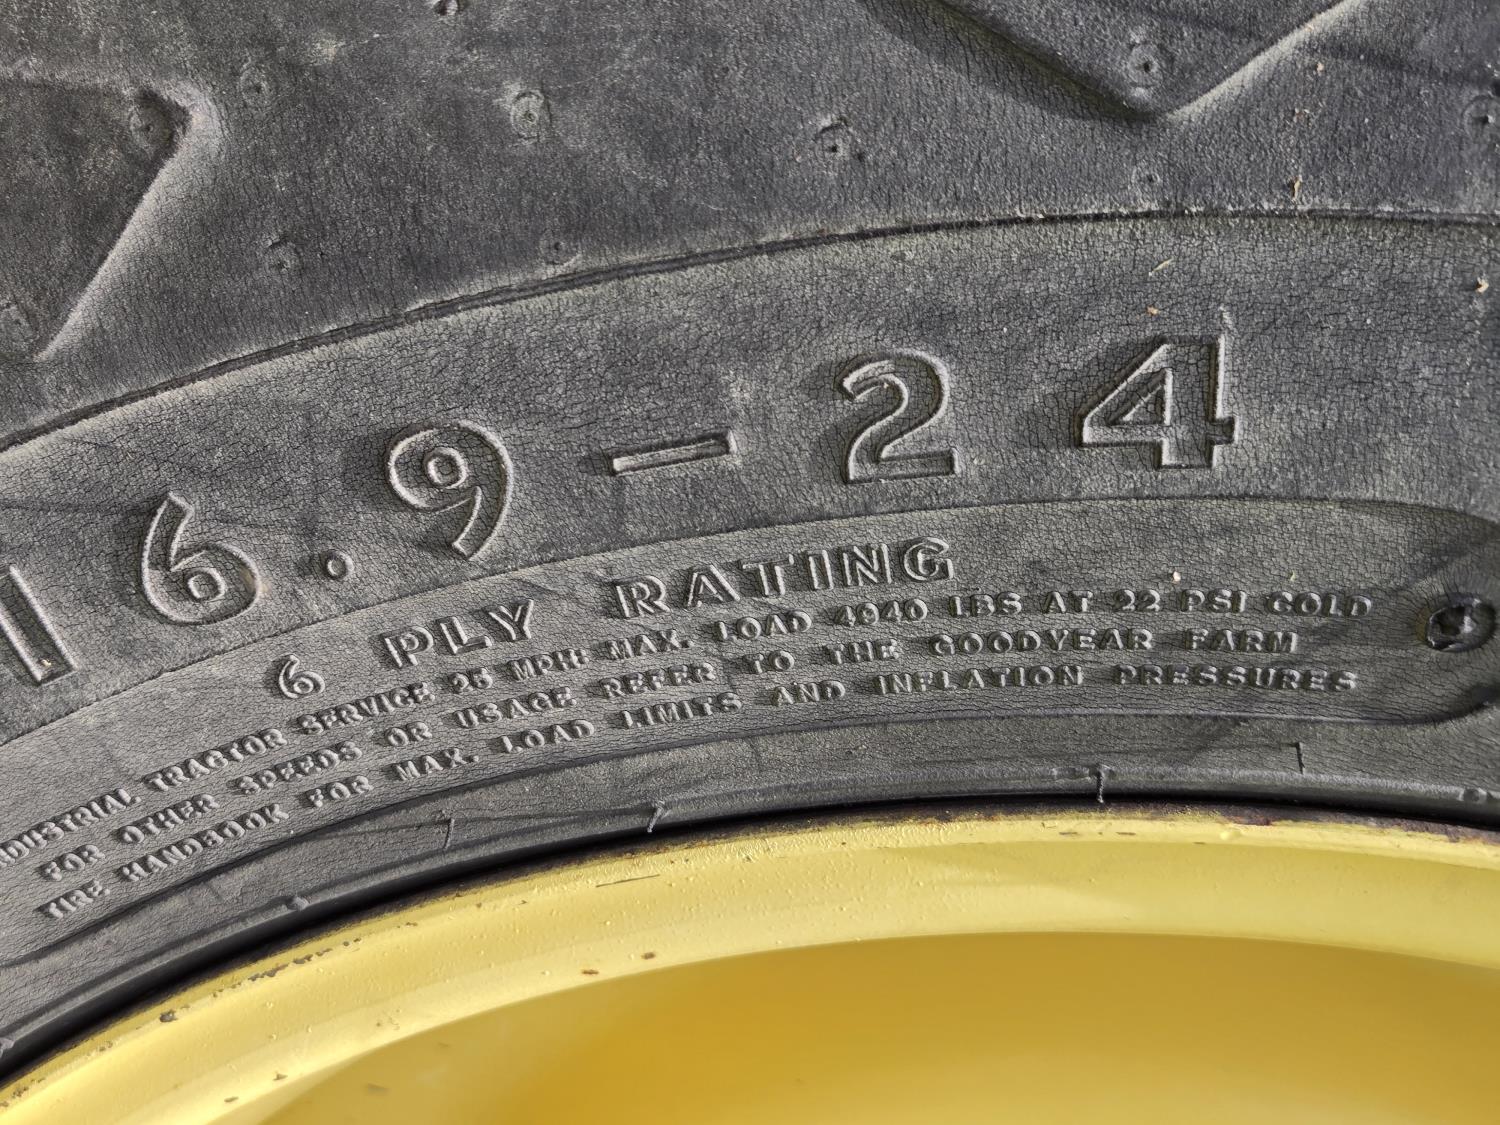 16.9-24
6 PLY RATING
INDUSTRIAL TRACTOR SERVICE 25 MPH: MAX. LOAD 4940 LBS AT 22 PSI COLD
FOR OTHER SPEEDS OR USAGE REFER TO THE GOODYEAR FARM
TIRE HANDBOOK FOR MAX. LOAD LIMITS AND INFLATION PRESSURES